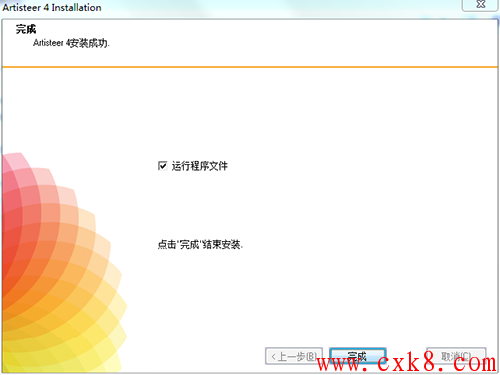 Artisteer 4 Installation
完成
Artisteer 4安装成功.
运行程序文件
点击"完成"结束安装.
<上一步(B) 完成 取消(C)
www.cxk8.com